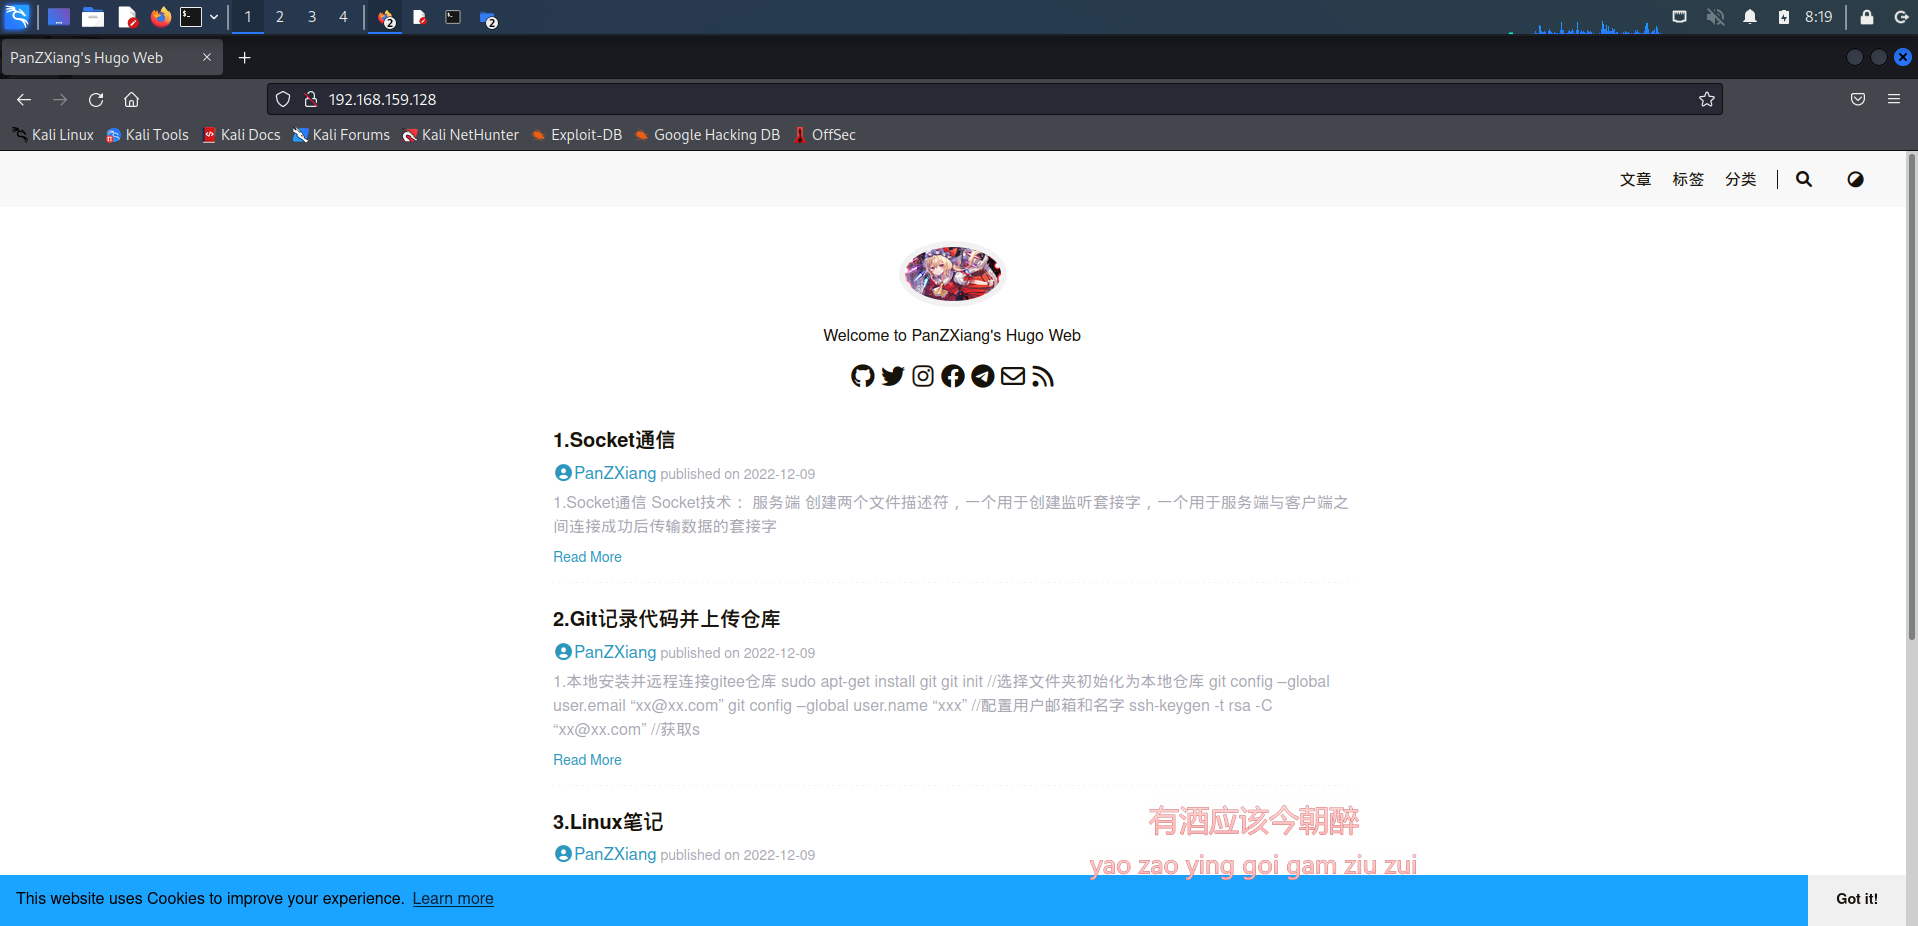 1 2 3 4 2 2 8:19
PanZXiang's Hugo Web
192.168.159.128
Kali Linux Kali Tools Kali Docs Kali Forums Kali NetHunter Exploit-DB Google Hacking DB OffSec
文章 标签 分类
Welcome to PanZXiang's Hugo Web
1.Socket通信
PanZXiang published on 2022-12-09
1.Socket通信 Socket技术： 服务端 创建两个文件描述符，一个用于创建监听套接字，一个用于服务端与客户端之
间连接成功后传输数据的套接字
Read More
2.Git记录代码并上传仓库
PanZXiang published on 2022-12-09
1.本地安装并远程连接gitee仓库 sudo apt-get install git git init //选择文件夹初始化为本地仓库 git config –global
user.email “xx@xx.com” git config –global user.name “xxx” //配置用户邮箱和名字 ssh-keygen -t rsa -C
“xx@xx.com” //获取s
Read More
3.Linux笔记
PanZXiang published on 2022-12-09
有酒应该今朝醉
yao zao ying goi gam ziu zui
This website uses Cookies to improve your experience. Learn more
Got it!